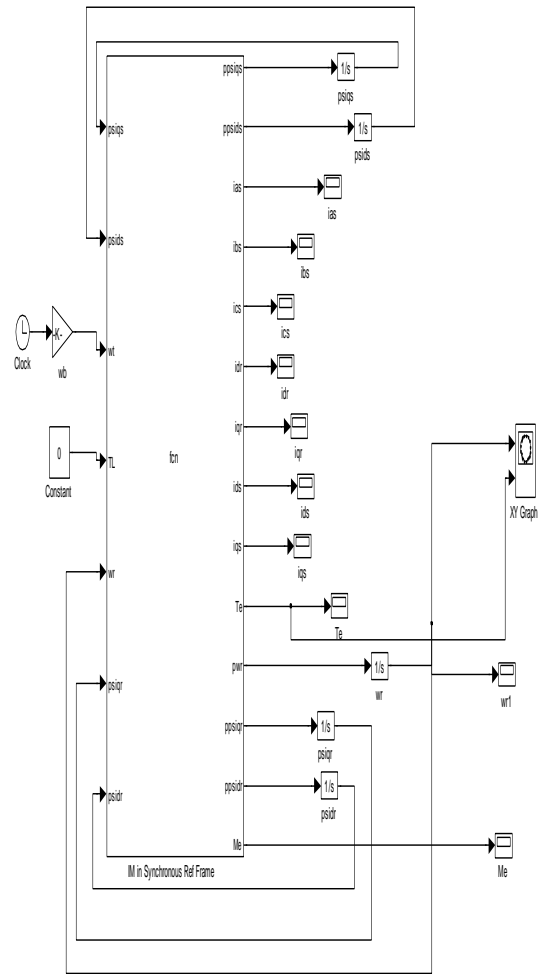 ppsiqs
1/s
psiqs
psiqs
ppsids
1/s
psids
ias
ias
psids
ibs
ibs
ics
ics
-K-
wt
Clock
wb
idr
idr
iqr
iqr
0
TL
fcn
Constant
ids
ids
XY Graph
iqs
iqs
wr
Te
Te
pwr
1/s
wr
wr1
psiqr
ppsiqr
1/s
psiqr
ppsidr
1/s
psidr
psidr
Me
Me
IM in Synchronous Ref Frame